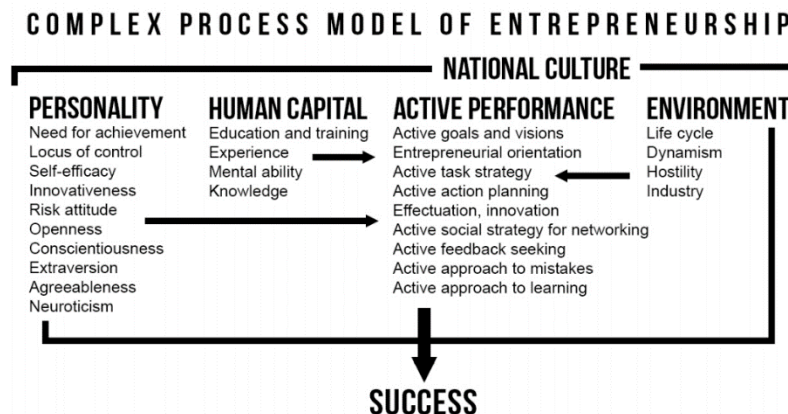 COMPLEX PROCESS MODEL OF ENTREPRENEURSHIP
NATIONAL CULTURE
PERSONALITY
Need for achievement
Locus of control
Self-efficacy
Innovativeness
Risk attitude
Openness
Conscientiousness
Extraversion
Agreeableness
Neuroticism
HUMAN CAPITAL
Education and training
Experience
Mental ability
Knowledge
ACTIVE PERFORMANCE
Active goals and visions
Entrepreneurial orientation
Active task strategy
Active action planning
Effectuation, innovation
Active social strategy for networking
Active feedback seeking
Active approach to mistakes
Active approach to learning
ENVIRONMENT
Life cycle
Dynamism
Hostility
Industry
SUCCESS